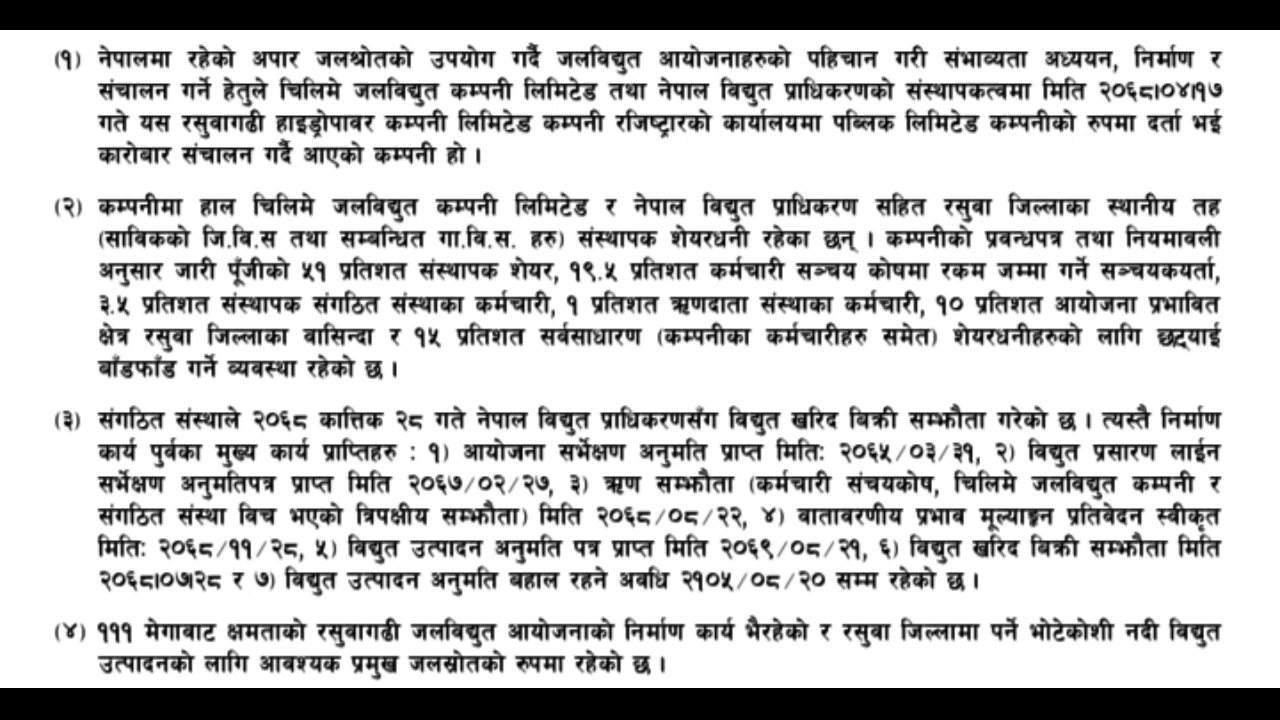 (१) नेपालमा रहेको अपार जलश्रोतको उपयोग गर्दै जलविद्युत आयोजनाहरुको पहिचान गरी संभाव्यता अध्ययन, निर्माण र
संचालन गर्ने हेतुले चिलिमे जलविद्युत कम्पनी लिमिटेड तथा नेपाल विद्युत प्राधिकरणको संस्थापकत्वमा मिति २०६८।०४।१७
गते यस रसुवागढी हाइड्रोपावर कम्पनी लिमिटेड कम्पनी रजिष्ट्रारको कार्यालयमा पब्लिक लिमिटेड कम्पनीको रुपमा दर्ता भई
कारोबार संचालन गर्दै आएको कम्पनी हो ।
(२) कम्पनीमा हाल चिलिमे जलविद्युत कम्पनी लिमिटेड र नेपाल विद्युत प्राधिकरण सहित रसुवा जिल्लाका स्थानीय तह
(साविकको जि.वि.स तथा सम्बन्धित गा.वि.स. हरु) संस्थापक शेयरधनी रहेका छन् । कम्पनीको प्रवन्धपत्र तथा नियमावली
अनुसार जारी पूँजीको ५१ प्रतिशत संस्थापक शेयर, १९.५ प्रतिशत कर्मचारी सञ्चय कोषमा रकम जम्मा गर्ने सञ्चयकयर्ता,
३.५ प्रतिशत संस्थापक संगठित संस्थाका कर्मचारी, १ प्रतिशत ऋणदाता संस्थाका कर्मचारी, १० प्रतिशत आयोजना प्रभावित
क्षेत्र रसुवा जिल्लाका वासिन्दा र १५ प्रतिशत सर्वसाधारण (कम्पनीका कर्मचारीहरु समेत) शेयरधनीहरुको लागि छट्याई
बाँडफाँड गर्ने व्यवस्था रहेको छ ।
(३) संगठित संस्थाले २०६८ कात्तिक २८ गते नेपाल विद्युत प्राधिकरणसँग विद्युत खरिद बिक्री सम्झौता गरेको छ । त्यस्तै निर्माण
कार्य पुर्वका मुख्य कार्य प्राप्तिहरु : १) आयोजना सर्भेक्षण अनुमति प्राप्त मितिः २०६५/०३/३१, २) विद्युत प्रसारण लाईन
सर्भेक्षण अनुमतिपत्र प्राप्त मिति २०६७/०२/२७, ३) ऋण सम्झौता (कर्मचारी संचयकोष, चिलिमे जलविद्युत कम्पनी र
संगठित संस्था विच भएको त्रिपक्षीय सम्झौता) मिति २०६८/०८/२२, ४) वातावरणीय प्रभाव मूल्याङ्कन प्रतिवेदन स्वीकृत
मितिः २०६८/११/२८, ५) विद्युत उत्पादन अनुमति पत्र प्राप्त मिति २०६९/०८/२१, ६) विद्युत खरिद बिक्री सम्झौता मिति
२०६८।०७।२८ र ७) विद्युत उत्पादन अनुमति बहाल रहने अवधि २१०५/०८/२० सम्म रहेको छ ।
(४) १११ मेगाबाट क्षमताको रसुवागढी जलविद्युत आयोजनाको निर्माण कार्य भैरहेको र रसुवा जिल्लामा पर्ने भोटेकोशी नदी विद्युत
उत्पादनको लागि आवश्यक प्रमुख जलस्रोतको रुपमा रहेको छ ।